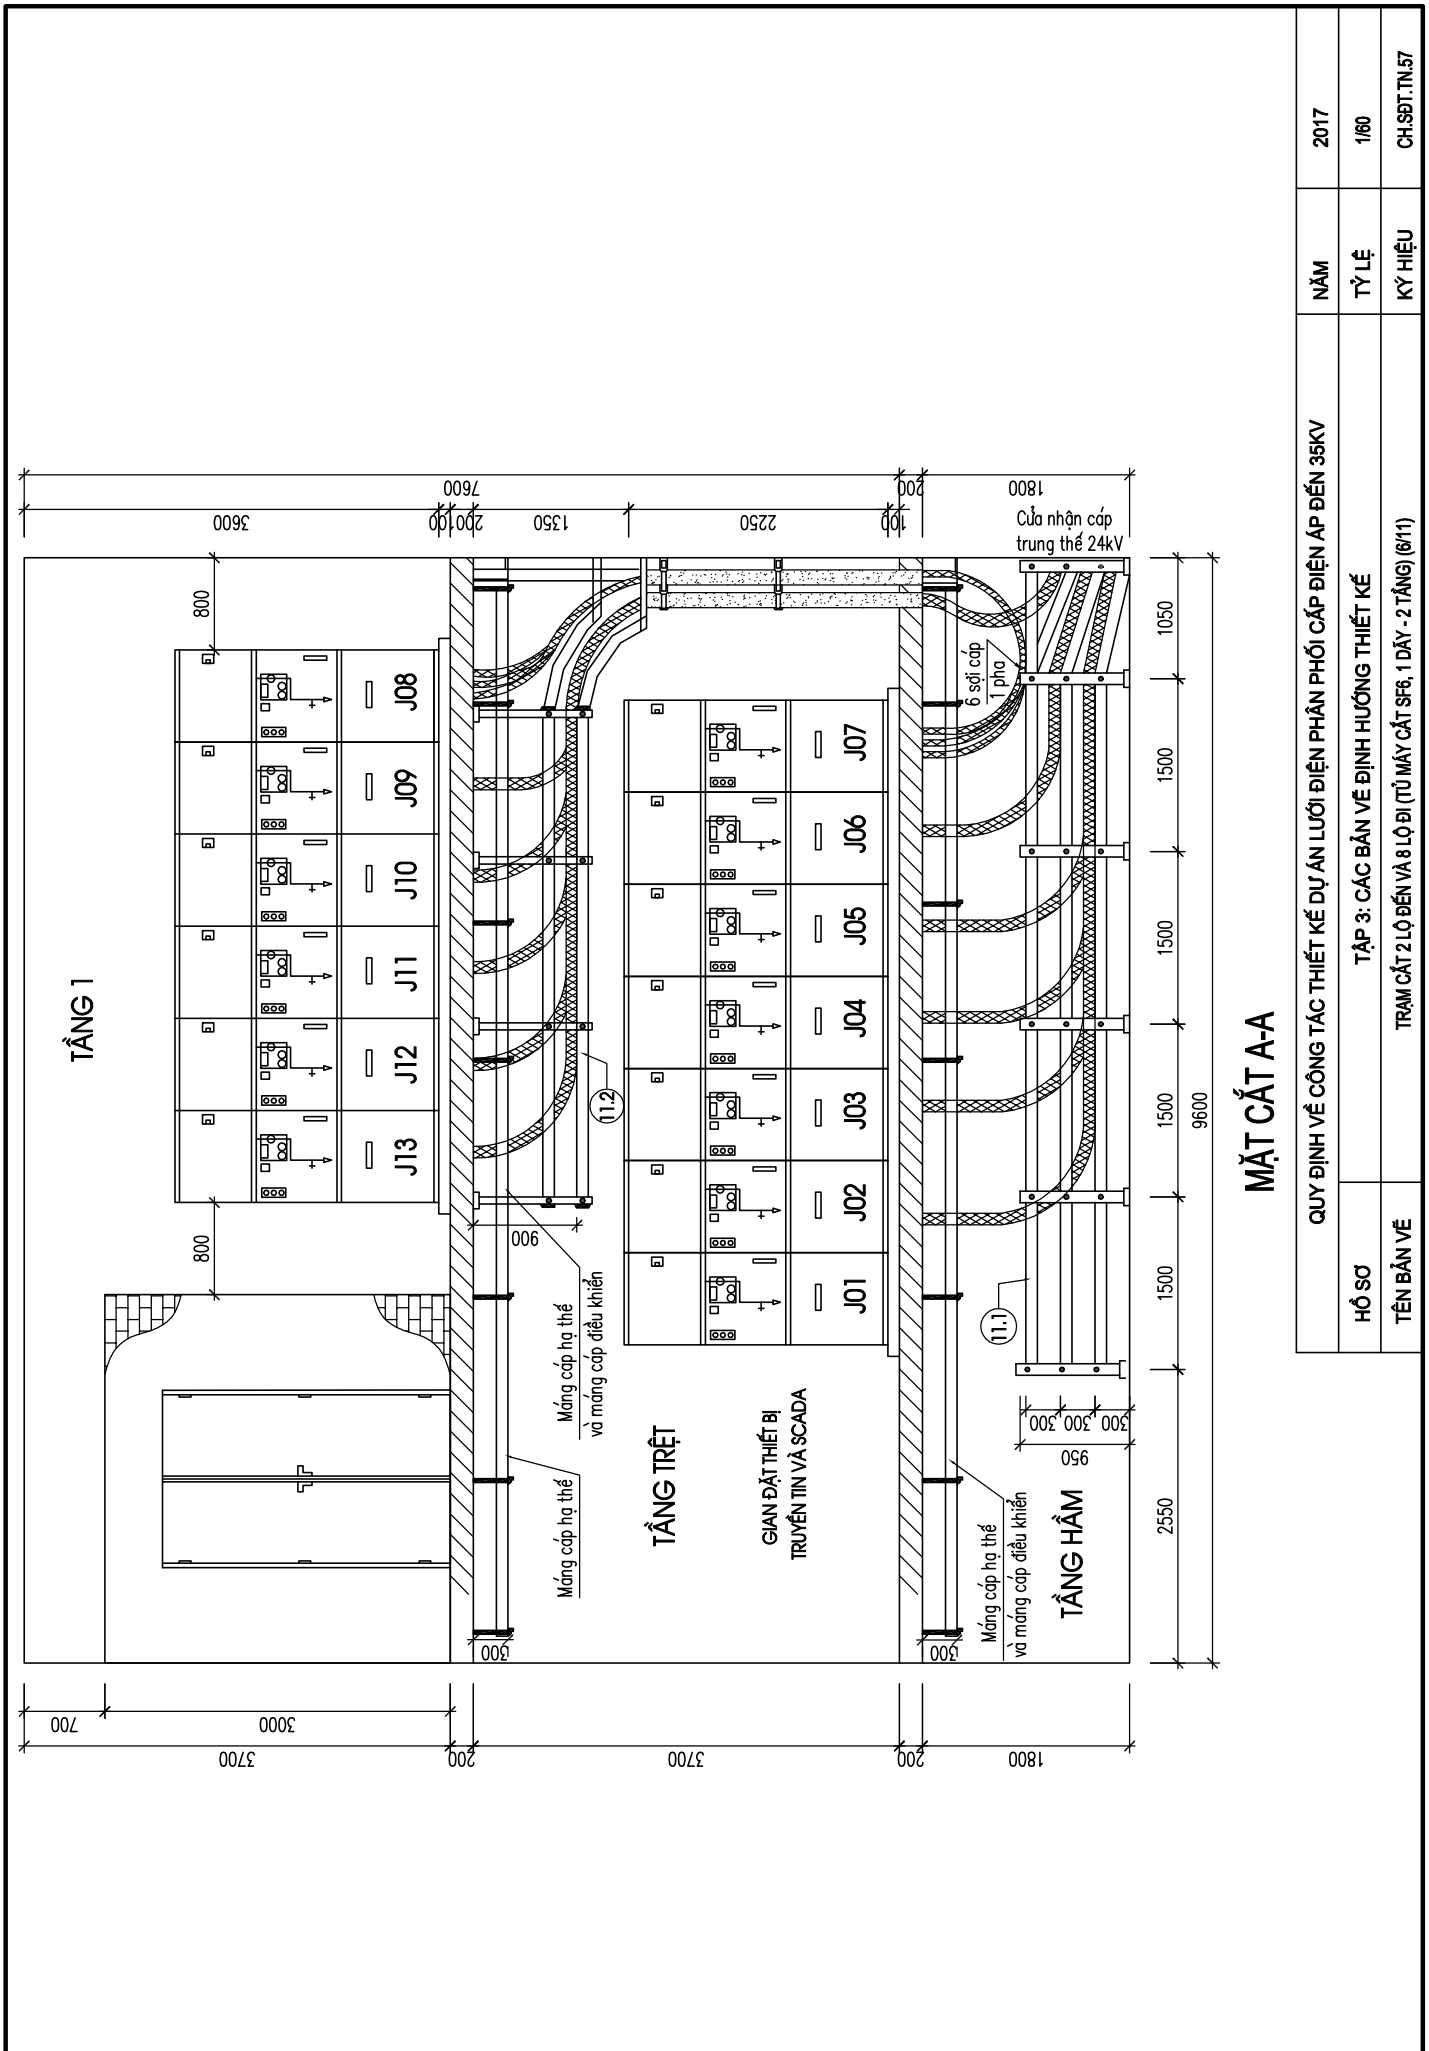 TẦNG 1
J13
J12
J11
J10
J09
J08
800
800
700
3000
3700
200
3700
200
1800
3600
100
200
1350
2250
100
7600
200
1800
900
11.2
Máng cáp hạ thế
và máng cáp điều khiển
Máng cáp hạ thế
300
TẦNG TRỆT
GIAN ĐẶT THIẾT BỊ
TRUYỀN TIN VÀ SCADA
J01
J02
J03
J04
J05
J06
J07
6 sợi cáp
1 pha
Cửa nhận cáp
trung thế 24kV
11.1
300
Máng cáp hạ thế
và máng cáp điều khiển
TẦNG HẦM
300
300
300
950
2550
1500
1500
1500
1500
1050
9600
MẶT CẮT A-A
QUY ĐỊNH VỀ CÔNG TÁC THIẾT KẾ DỰ ÁN LƯỚI ĐIỆN PHÂN PHỐI CẤP ĐIỆN ÁP ĐẾN 35KV
NĂM
2017
HỒ SƠ
TẬP 3: CÁC BẢN VẼ ĐỊNH HƯỚNG THIẾT KẾ
TỶ LỆ
1/60
TÊN BẢN VẼ
TRẠM CẮT 2 LỘ ĐẾN VÀ 8 LỘ ĐI (TỦ MÁY CẮT SF6, 1 DÃY - 2 TẦNG) (6/11)
KÝ HIỆU
CH.SĐT.TN.57